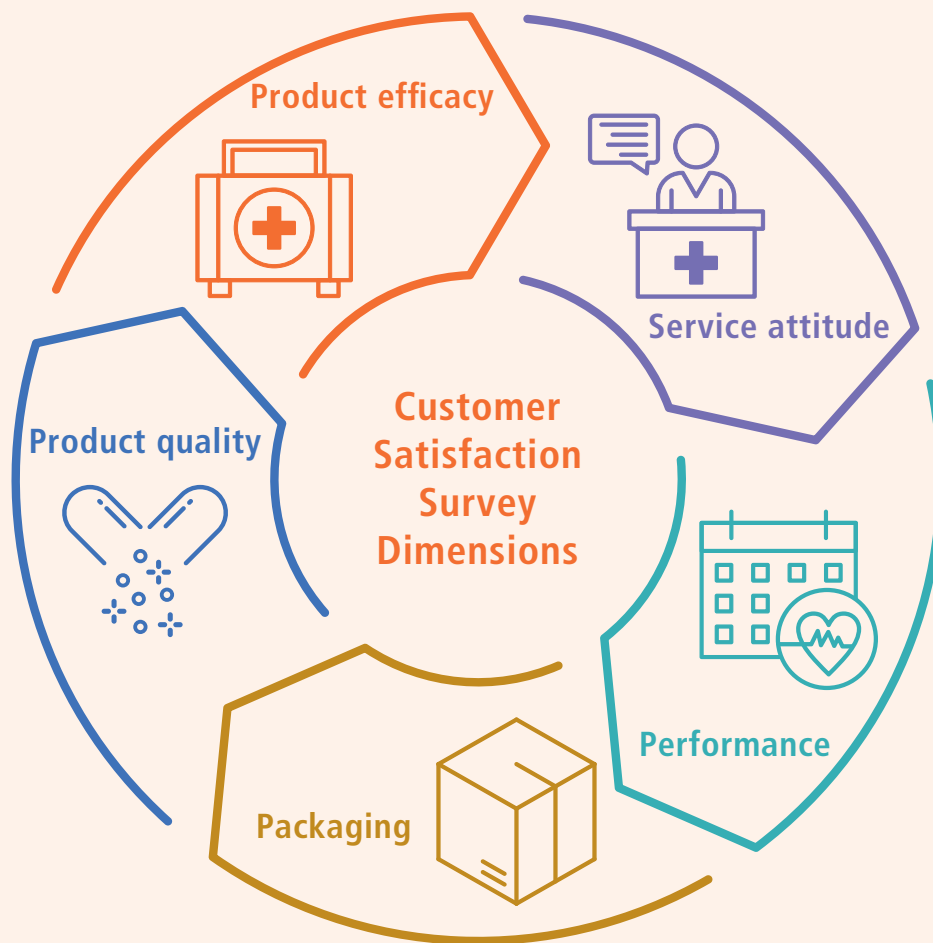 Product efficacy
Service attitude
Product quality
Customer
Satisfaction
Survey
Dimensions
Performance
Packaging